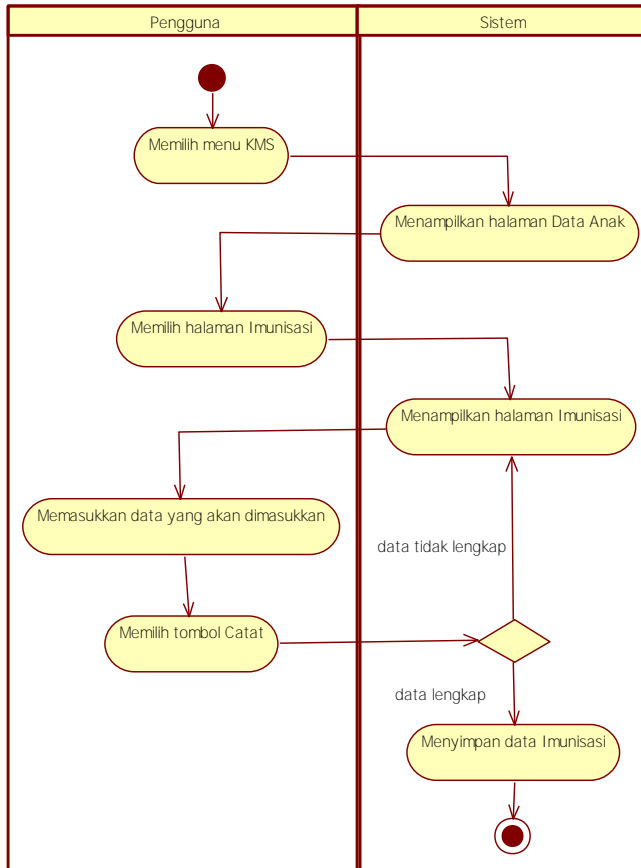 Pengguna
Sistem
Memilih menu KMS
Menampilkan halaman Data Anak
Memilih halaman Imunisasi
Menampilkan halaman Imunisasi
Memasukkan data yang akan dimasukkan
data tidak lengkap
Memilih tombol Catat
data lengkap
Menyimpan data Imunisasi